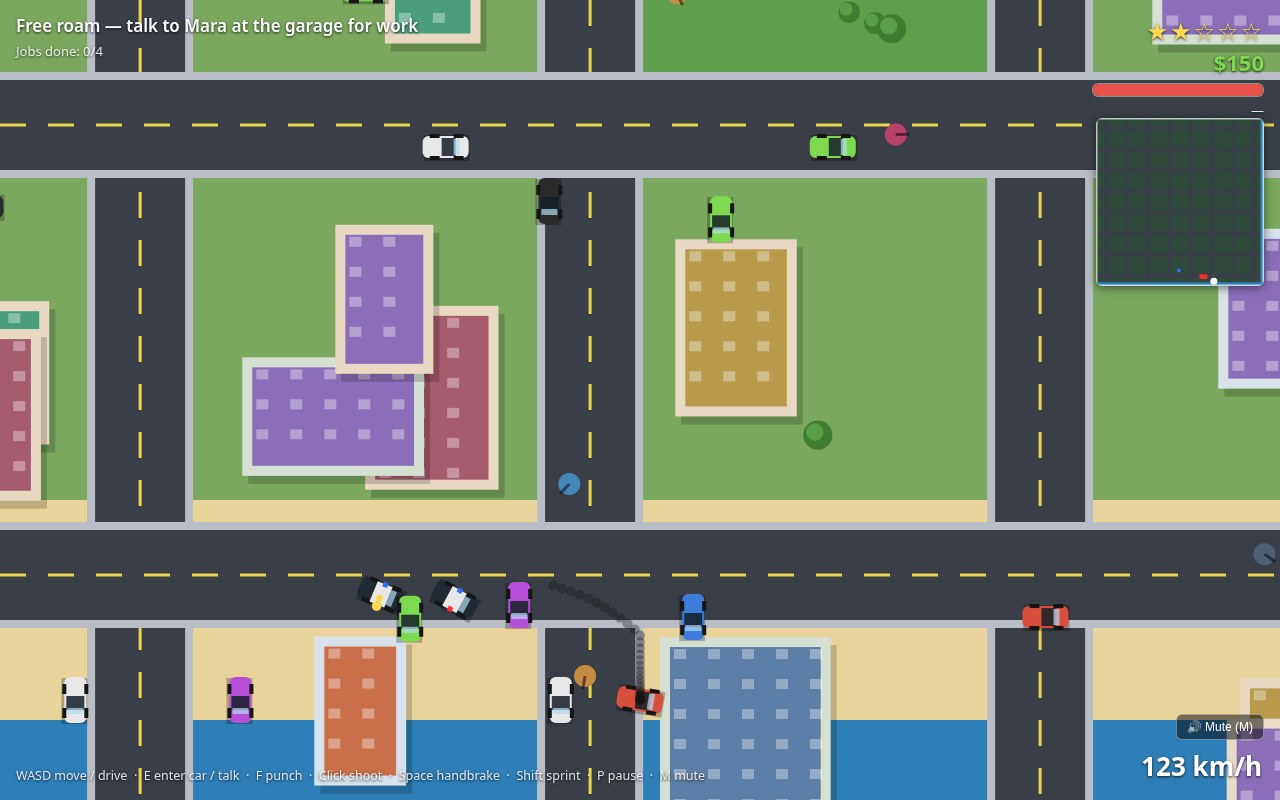 Free roam — talk to Mara at the garage for work
Jobs done: 0/4
★★☆☆☆
$150
—
🔊 Mute (M)
WASD move / drive · E enter car / talk · F punch · Click shoot · Space handbrake · Shift sprint · P pause · M mute
123 km/h